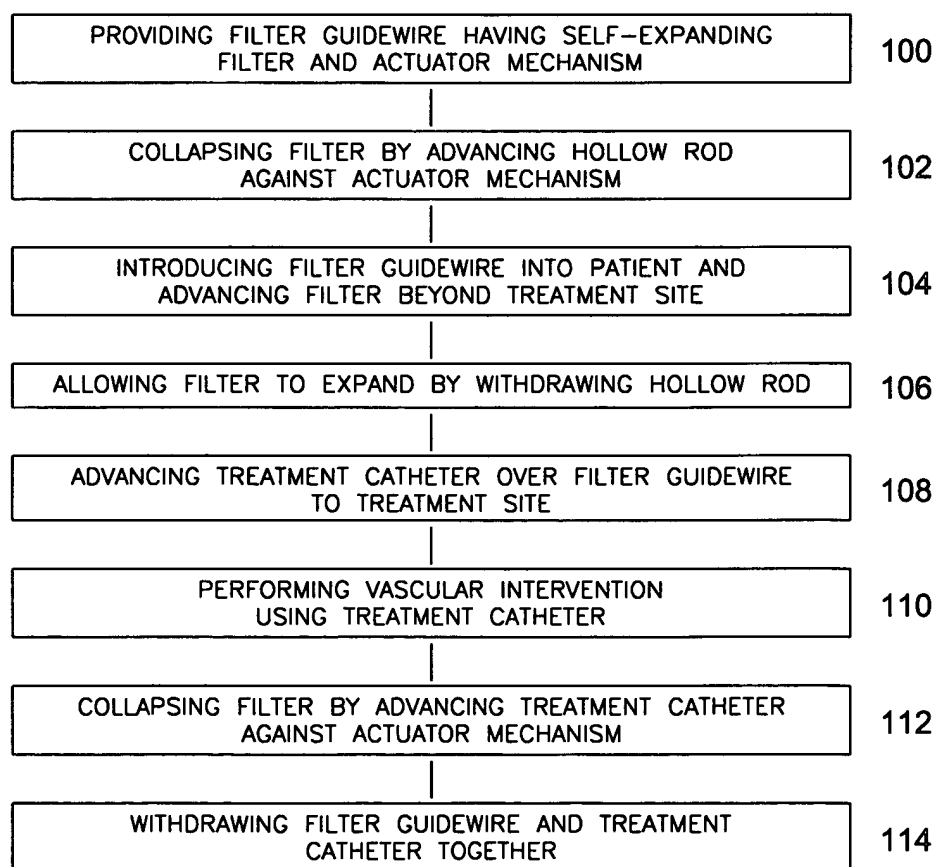 PROVIDING FILTER GUIDEWIRE HAVING SELF-EXPANDING
FILTER AND ACTUATOR MECHANISM
100
COLLAPSING FILTER BY ADVANCING HOLLOW ROD
AGAINST ACTUATOR MECHANISM
102
INTRODUCING FILTER GUIDEWIRE INTO PATIENT AND
ADVANCING FILTER BEYOND TREATMENT SITE
104
ALLOWING FILTER TO EXPAND BY WITHDRAWING HOLLOW ROD
106
ADVANCING TREATMENT CATHETER OVER FILTER GUIDEWIRE
TO TREATMENT SITE
108
PERFORMING VASCULAR INTERVENTION
USING TREATMENT CATHETER
110
COLLAPSING FILTER BY ADVANCING TREATMENT CATHETER
AGAINST ACTUATOR MECHANISM
112
WITHDRAWING FILTER GUIDEWIRE AND TREATMENT
CATHETER TOGETHER
114